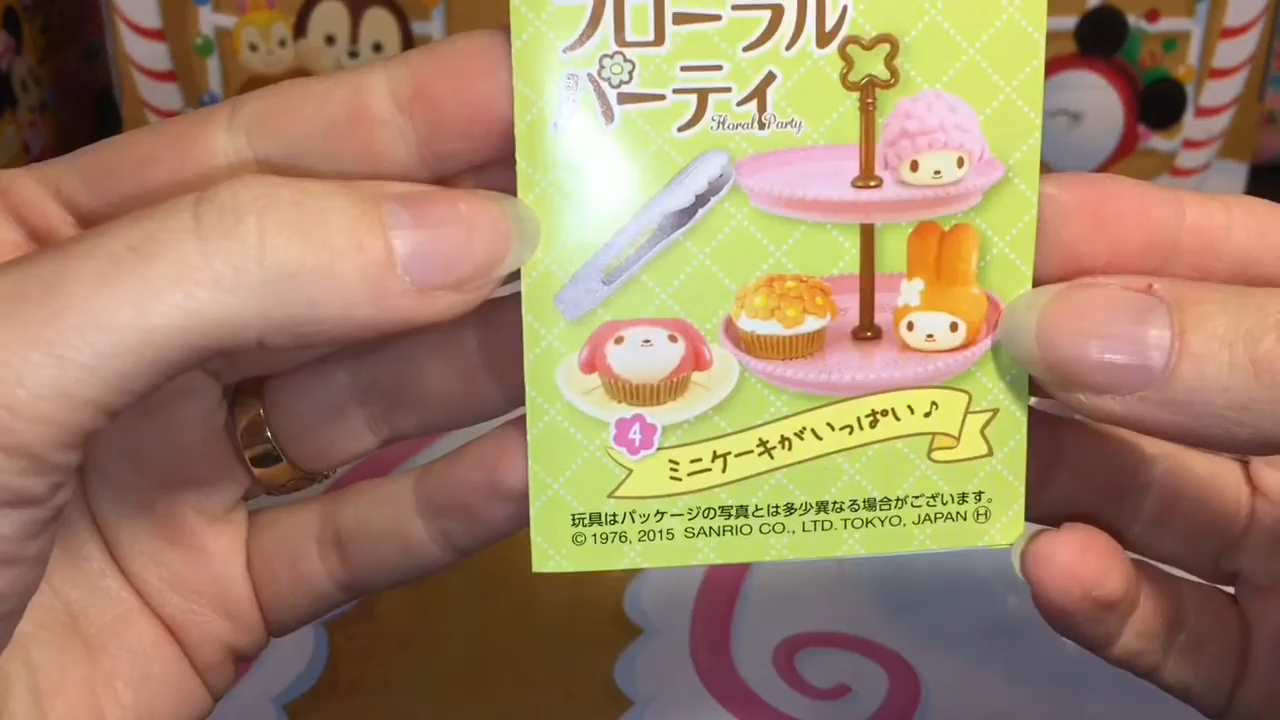 フローラル
パーティ
Floral Party
4
ミニケーキがいっぱい♪
玩具はパッケージの写真とは多少異なる場合がございます。
© 1976, 2015 SANRIO CO., LTD. TOKYO, JAPAN Ⓗ